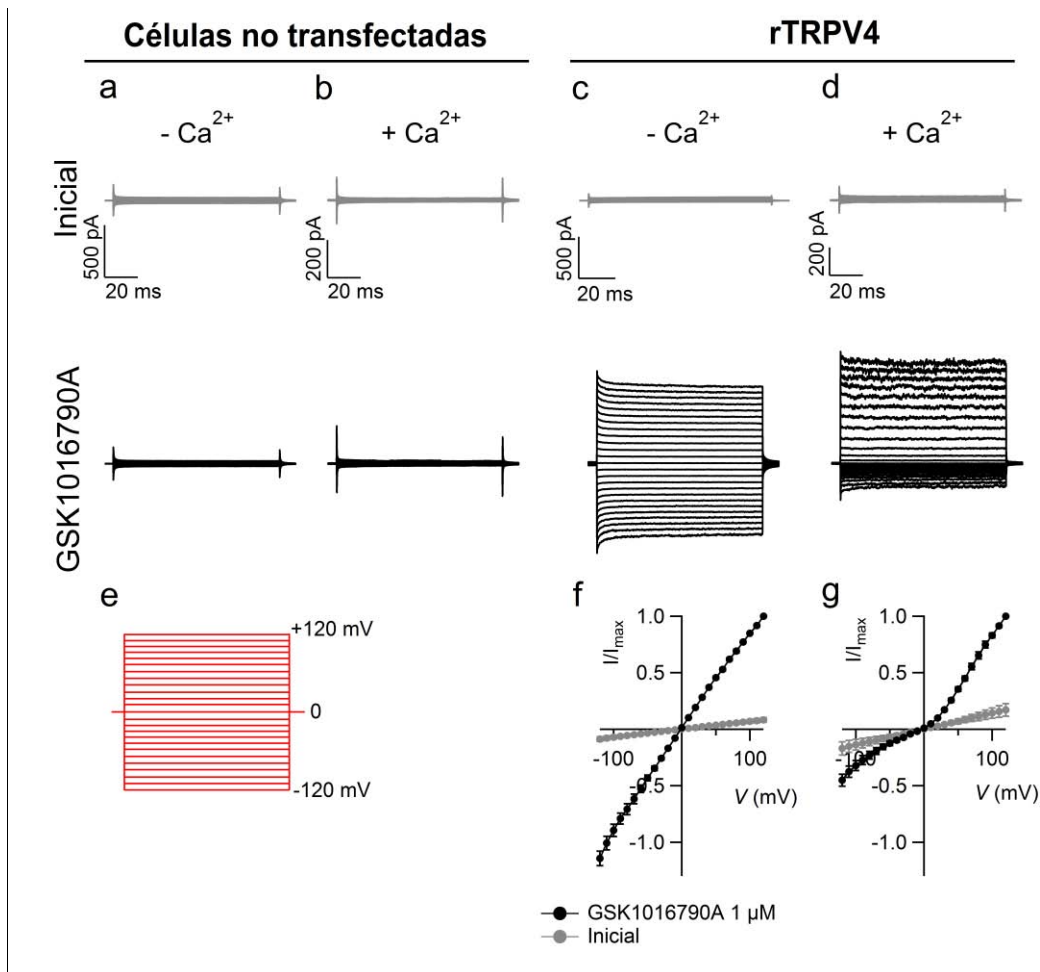 Células no transfectadas
rTRPV4
a
b
c
d
- Ca2+
+ Ca2+
- Ca2+
+ Ca2+
Inicial
500 pA
20 ms
200 pA
20 ms
500 pA
20 ms
200 pA
20 ms
GSK1016790A
e
+120 mV
0
-120 mV
f
I/Imax
1.0
0.5
-100
100
-0.5
-1.0
V (mV)
g
I/Imax
1.0
0.5
-100
100
-0.5
-1.0
V (mV)
GSK1016790A 1 µM
Inicial